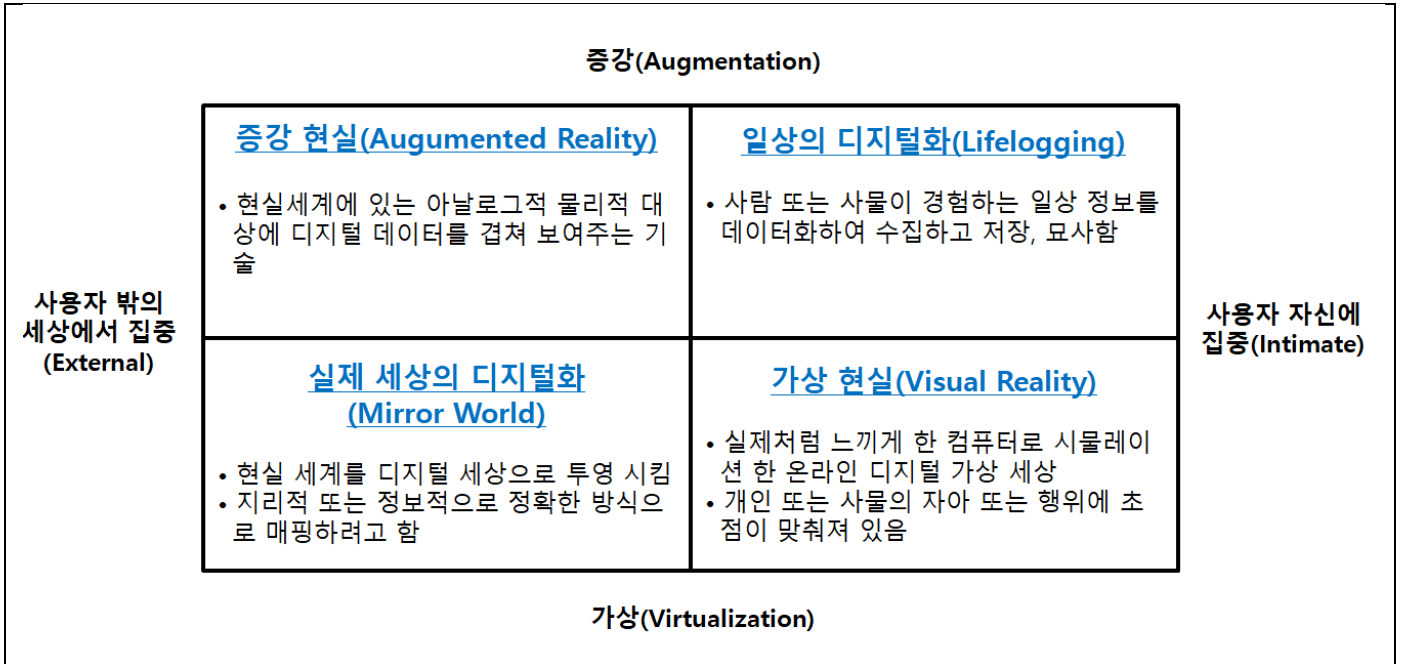 증강(Augmentation)
증강 현실(Augumented Reality)
• 현실세계에 있는 아날로그적 물리적 대
상에 디지털 데이터를 겹쳐 보여주는 기
술
일상의 디지털화(Lifelogging)
• 사람 또는 사물이 경험하는 일상 정보를
데이터화하여 수집하고 저장, 묘사함
사용자 밖의
세상에서 집중
(External)
사용자 자신에
집중(Intimate)
실제 세상의 디지털화
(Mirror World)
• 현실 세계를 디지털 세상으로 투영 시킴
• 지리적 또는 정보적으로 정확한 방식으
로 매핑하려고 함
가상 현실(Visual Reality)
• 실제처럼 느끼게 한 컴퓨터로 시물레이
션 한 온라인 디지털 가상 세상
• 개인 또는 사물의 자아 또는 행위에 초
점이 맞춰져 있음
가상(Virtualization)